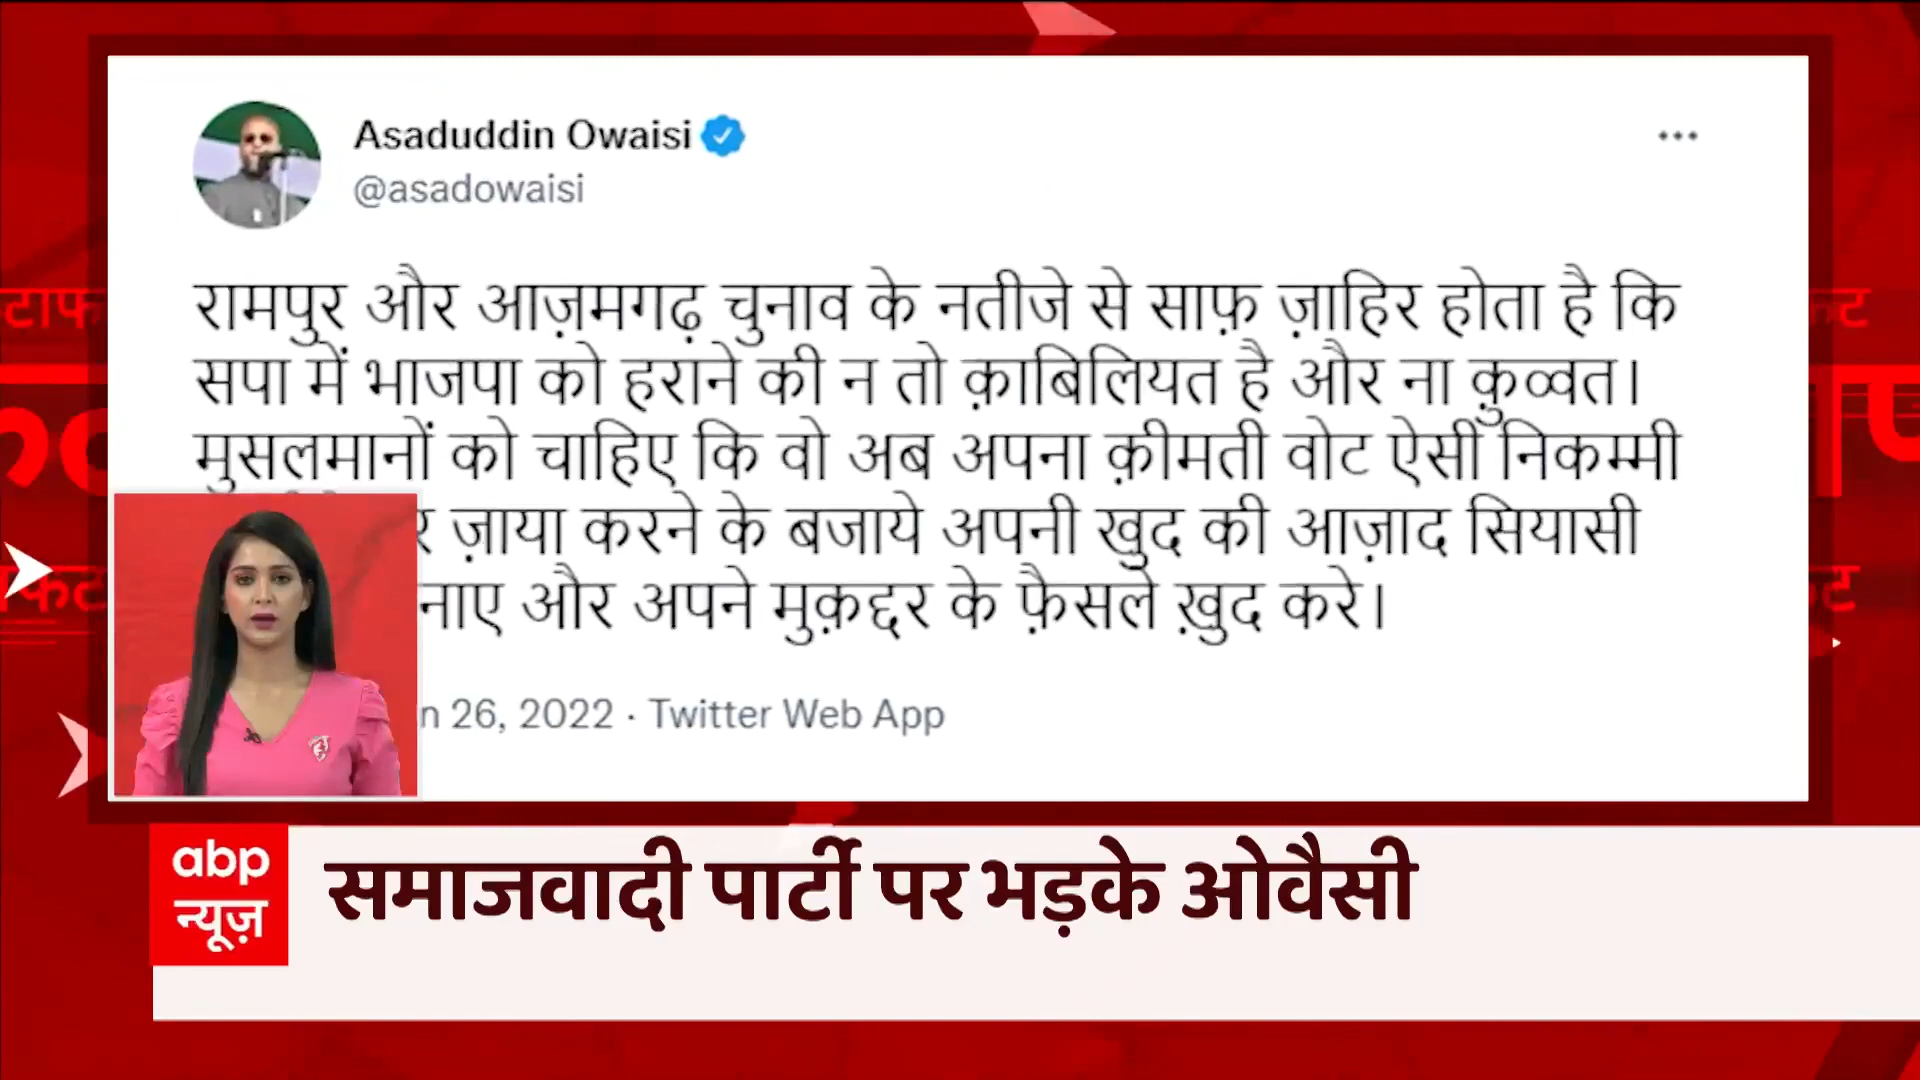 Asaduddin Owaisi
@asadowaisi
रामपुर और आज़मगढ़ चुनाव के नतीजे से साफ़ ज़ाहिर होता है कि
सपा में भाजपा को हराने की न तो क़ाबिलियत है और ना क़ुव्वत।
मुसलमानों को चाहिए कि वो अब अपना क़ीमती वोट ऐसी निकम्मी
ज़ाया करने के बजाये अपनी खुद की आज़ाद सियासी
और अपने मुक़द्दर के फ़ैसले ख़ुद करे।
26, 2022 · Twitter Web App
abp
न्यूज़
समाजवादी पार्टी पर भड़के ओवैसी